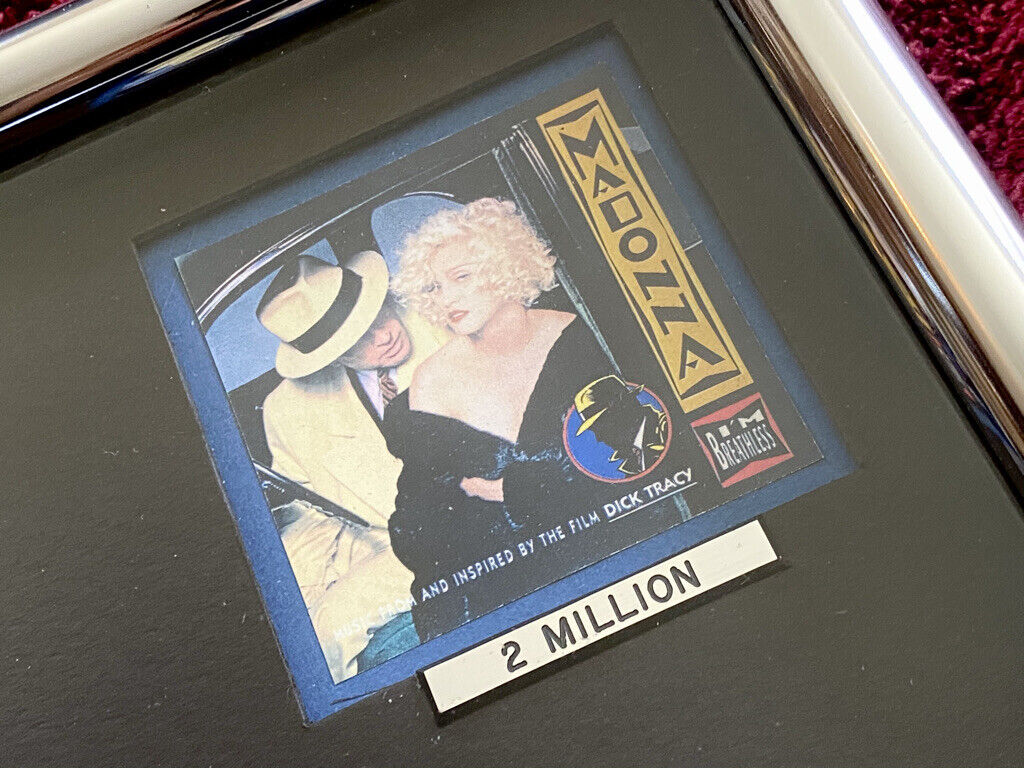 MADONNA
I'M
BREATHLESS
MUSIC FROM AND INSPIRED BY THE FILM DICK TRACY
2 MILLION